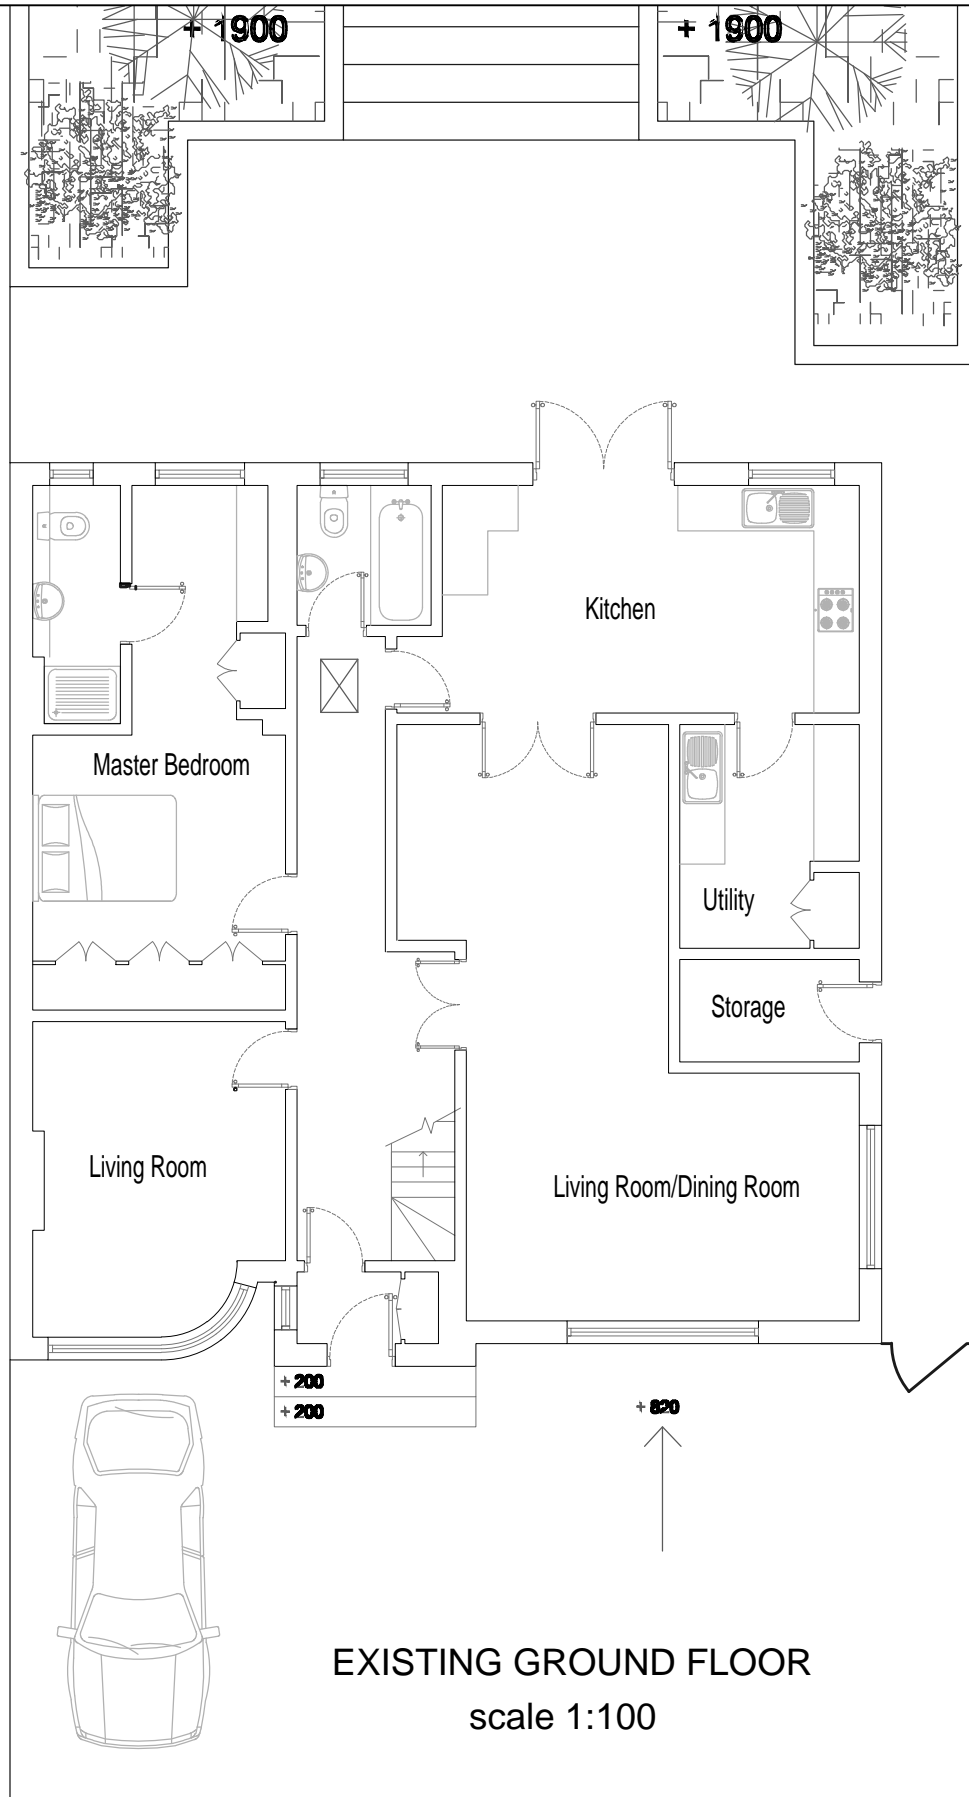 + 1900
+ 1900
Kitchen
Master Bedroom
Utility
Storage
Living Room
Living Room/Dining Room
+ 200
+ 200
+ 820
EXISTING GROUND FLOOR
scale 1:100